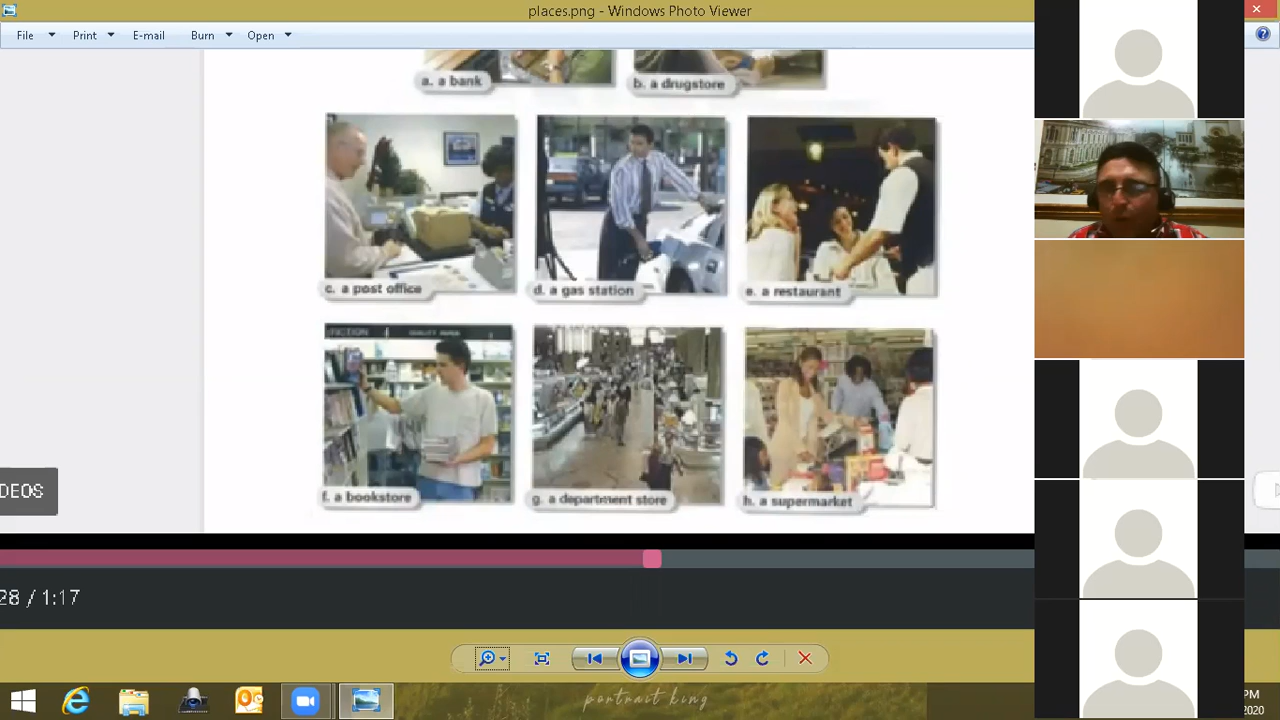 places.png - Windows Photo Viewer
File Print E-mail Burn Open
a. a bank
b. a drugstore
c. a post office
d. a gas station
e. a restaurant
FICTION
f. a bookstore
g. a department store
h. a supermarket
DEOS
28 / 1:17
portrait king
PM
2020